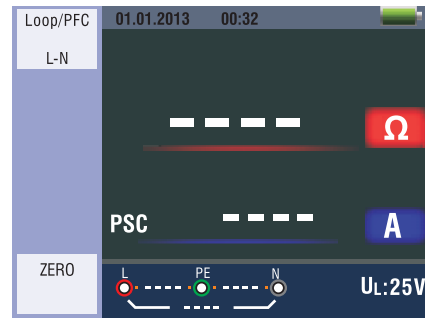 Loop/PFC
L-N
01.01.2013 00:32
---- Ω
PSC ---- A
ZERO
L PE N
---- ---- ----
UL:25V